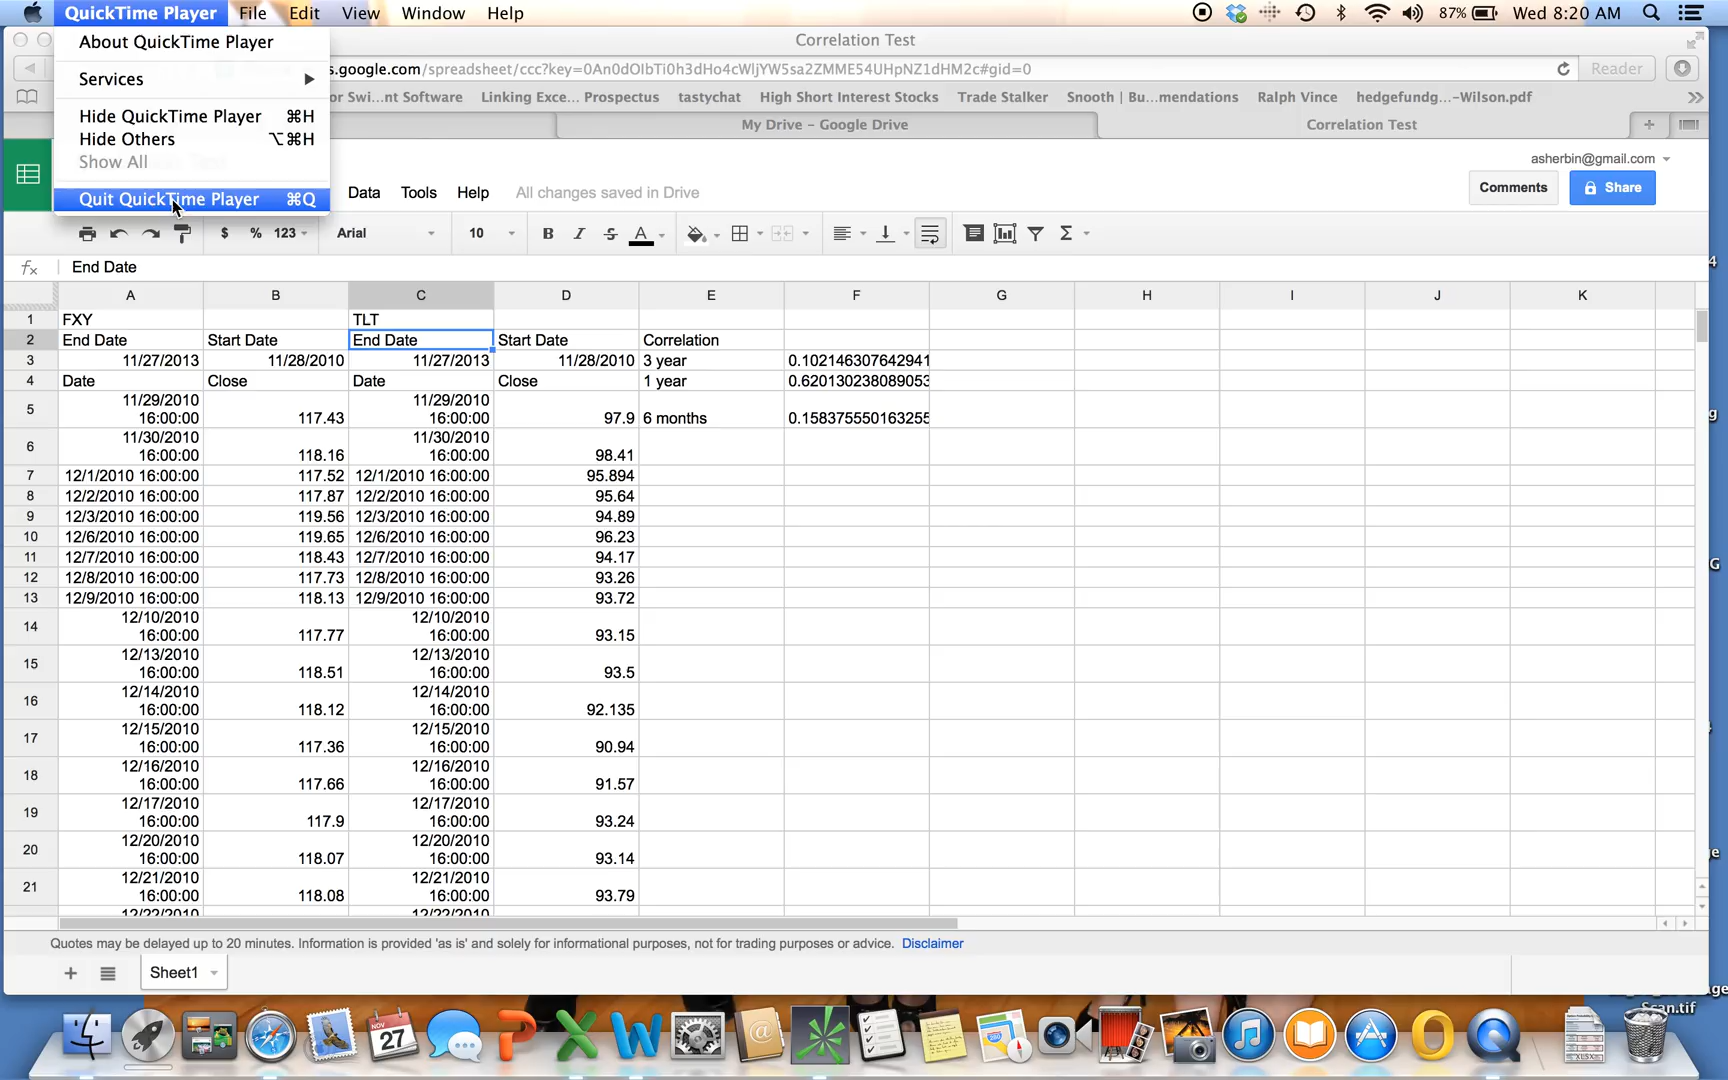 QuickTime Player File Edit View Window Help 87% Wed 8:20 AM
About QuickTime Player
Services
Hide QuickTime Player ⌘H
Hide Others ⌥⌘H
Show All
Quit QuickTime Player ⌘Q
Correlation Test
s.google.com/spreadsheet/ccc?key=0An0dOIbTi0h3dHo4cWljYW5sa2ZMME54UHpNZ1dHM2c#gid=0 Reader
or Swi...nt Software Linking Exce... Prospectus tastychat High Short Interest Stocks Trade Stalker Snooth | Bu...mendations Ralph Vince hedgefundg...-Wilson.pdf
My Drive – Google Drive Correlation Test
asherbin@gmail.com
Data Tools Help All changes saved in Drive Comments Share
$ % 123 Arial 10 B I S A Σ
fx End Date
A B C D E F G H I J K
1 FXY TLT
2 End Date Start Date End Date Start Date Correlation
3 11/27/2013 11/28/2010 11/27/2013 11/28/2010 3 year 0.102146307642941
4 Date Close Date Close 1 year 0.620130238089053
11/29/2010 11/29/2010
5 16:00:00 117.43 16:00:00 97.9 6 months 0.158375550163255
11/30/2010 11/30/2010
6 16:00:00 118.16 16:00:00 98.41
7 12/1/2010 16:00:00 117.52 12/1/2010 16:00:00 95.894
8 12/2/2010 16:00:00 117.87 12/2/2010 16:00:00 95.64
9 12/3/2010 16:00:00 119.56 12/3/2010 16:00:00 94.89
10 12/6/2010 16:00:00 119.65 12/6/2010 16:00:00 96.23
11 12/7/2010 16:00:00 118.43 12/7/2010 16:00:00 94.17
12 12/8/2010 16:00:00 117.73 12/8/2010 16:00:00 93.26
13 12/9/2010 16:00:00 118.13 12/9/2010 16:00:00 93.72
12/10/2010 12/10/2010
14 16:00:00 117.77 16:00:00 93.15
12/13/2010 12/13/2010
15 16:00:00 118.51 16:00:00 93.5
12/14/2010 12/14/2010
16 16:00:00 118.12 16:00:00 92.135
12/15/2010 12/15/2010
17 16:00:00 117.36 16:00:00 90.94
12/16/2010 12/16/2010
18 16:00:00 117.66 16:00:00 91.57
12/17/2010 12/17/2010
19 16:00:00 117.9 16:00:00 93.24
12/20/2010 12/20/2010
20 16:00:00 118.07 16:00:00 93.14
12/21/2010 12/21/2010
21 16:00:00 118.08 16:00:00 93.79
12/22/2010 12/22/2010
Quotes may be delayed up to 20 minutes. Information is provided 'as is' and solely for informational purposes, not for trading purposes or advice. Disclaimer
Sheet1
Scan.tif
NOV
27
XLSX